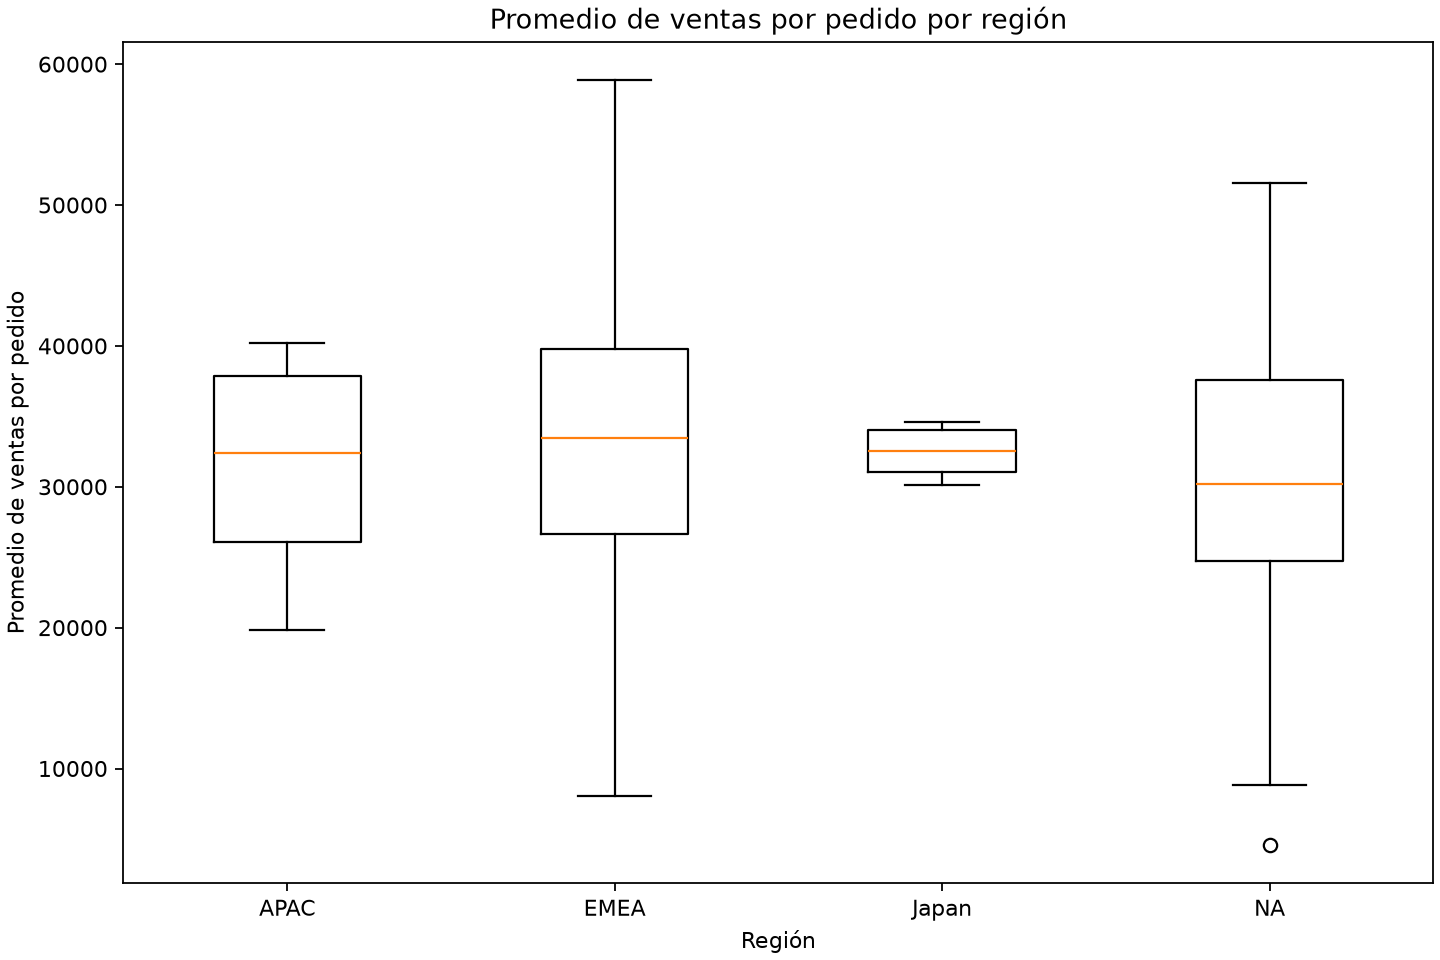 Promedio de ventas por pedido por región
Promedio de ventas por pedido
60000
50000
40000
30000
20000
10000
APAC
EMEA
Japan
NA
Región